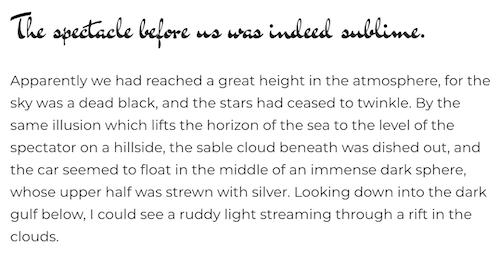 The spectacle before us was indeed sublime.
Apparently we had reached a great height in the atmosphere, for the
sky was a dead black, and the stars had ceased to twinkle. By the
same illusion which lifts the horizon of the sea to the level of the
spectator on a hillside, the sable cloud beneath was dished out, and
the car seemed to float in the middle of an immense dark sphere,
whose upper half was strewn with silver. Looking down into the dark
gulf below, I could see a ruddy light streaming through a rift in the
clouds.